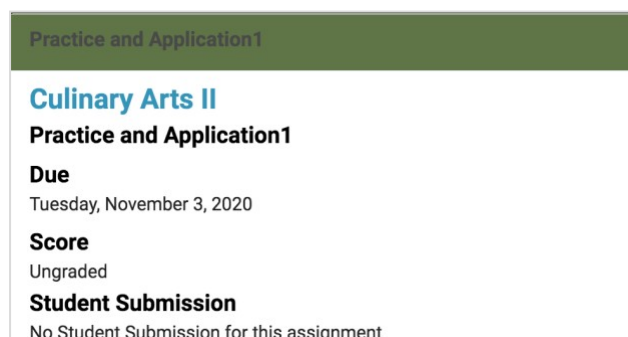 Practice and Application1
Culinary Arts II
Practice and Application1
Due
Tuesday, November 3, 2020
Score
Ungraded
Student Submission
No Student Submission for this assignment